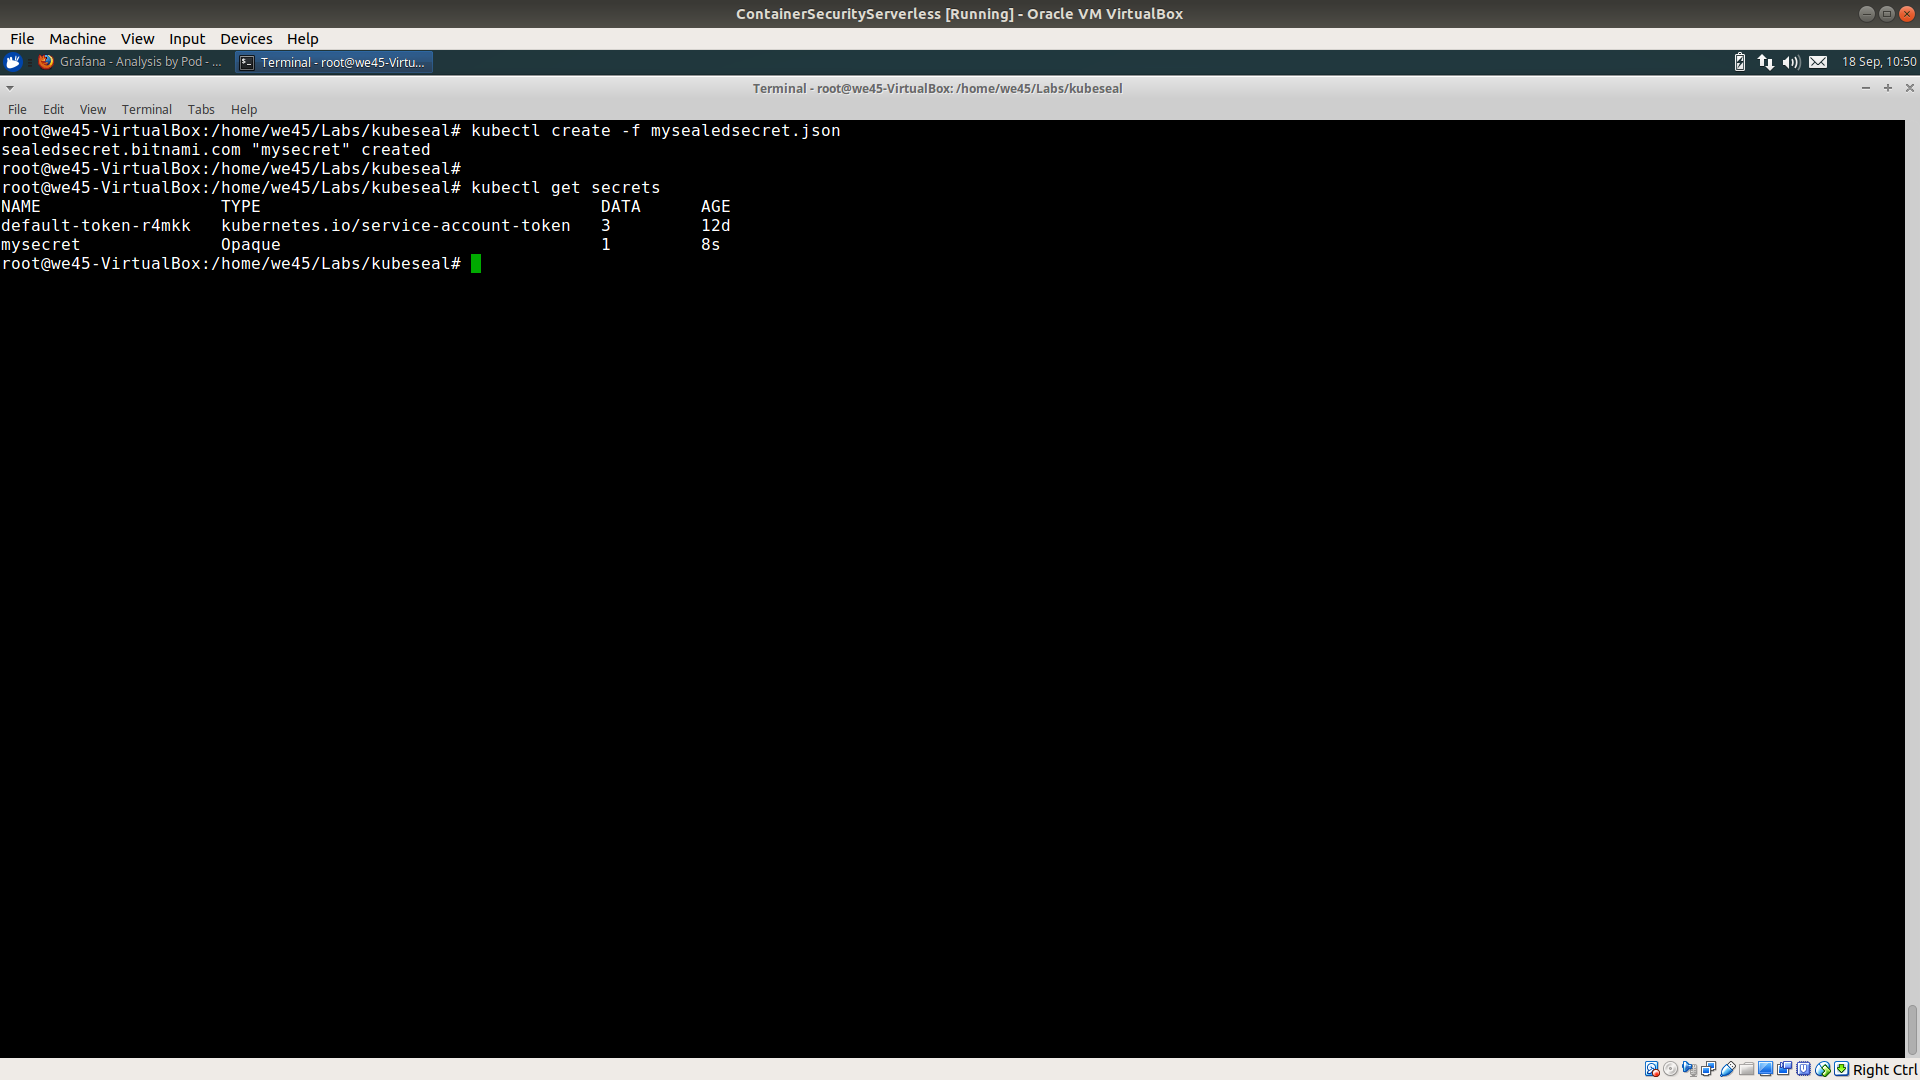 ContainerSecurityServerless [Running] - Oracle VM VirtualBox
File Machine View Input Devices Help
Grafana - Analysis by Pod - ... Terminal - root@we45-Virtu... 18 Sep, 10:50
Terminal - root@we45-VirtualBox: /home/we45/Labs/kubeseal
File Edit View Terminal Tabs Help
root@we45-VirtualBox:/home/we45/Labs/kubeseal# kubectl create -f mysealedsecret.json
sealedsecret.bitnami.com "mysecret" created
root@we45-VirtualBox:/home/we45/Labs/kubeseal#
root@we45-VirtualBox:/home/we45/Labs/kubeseal# kubectl get secrets
NAME TYPE DATA AGE
default-token-r4mkk kubernetes.io/service-account-token 3 12d
mysecret Opaque 1 8s
root@we45-VirtualBox:/home/we45/Labs/kubeseal#
Right Ctrl